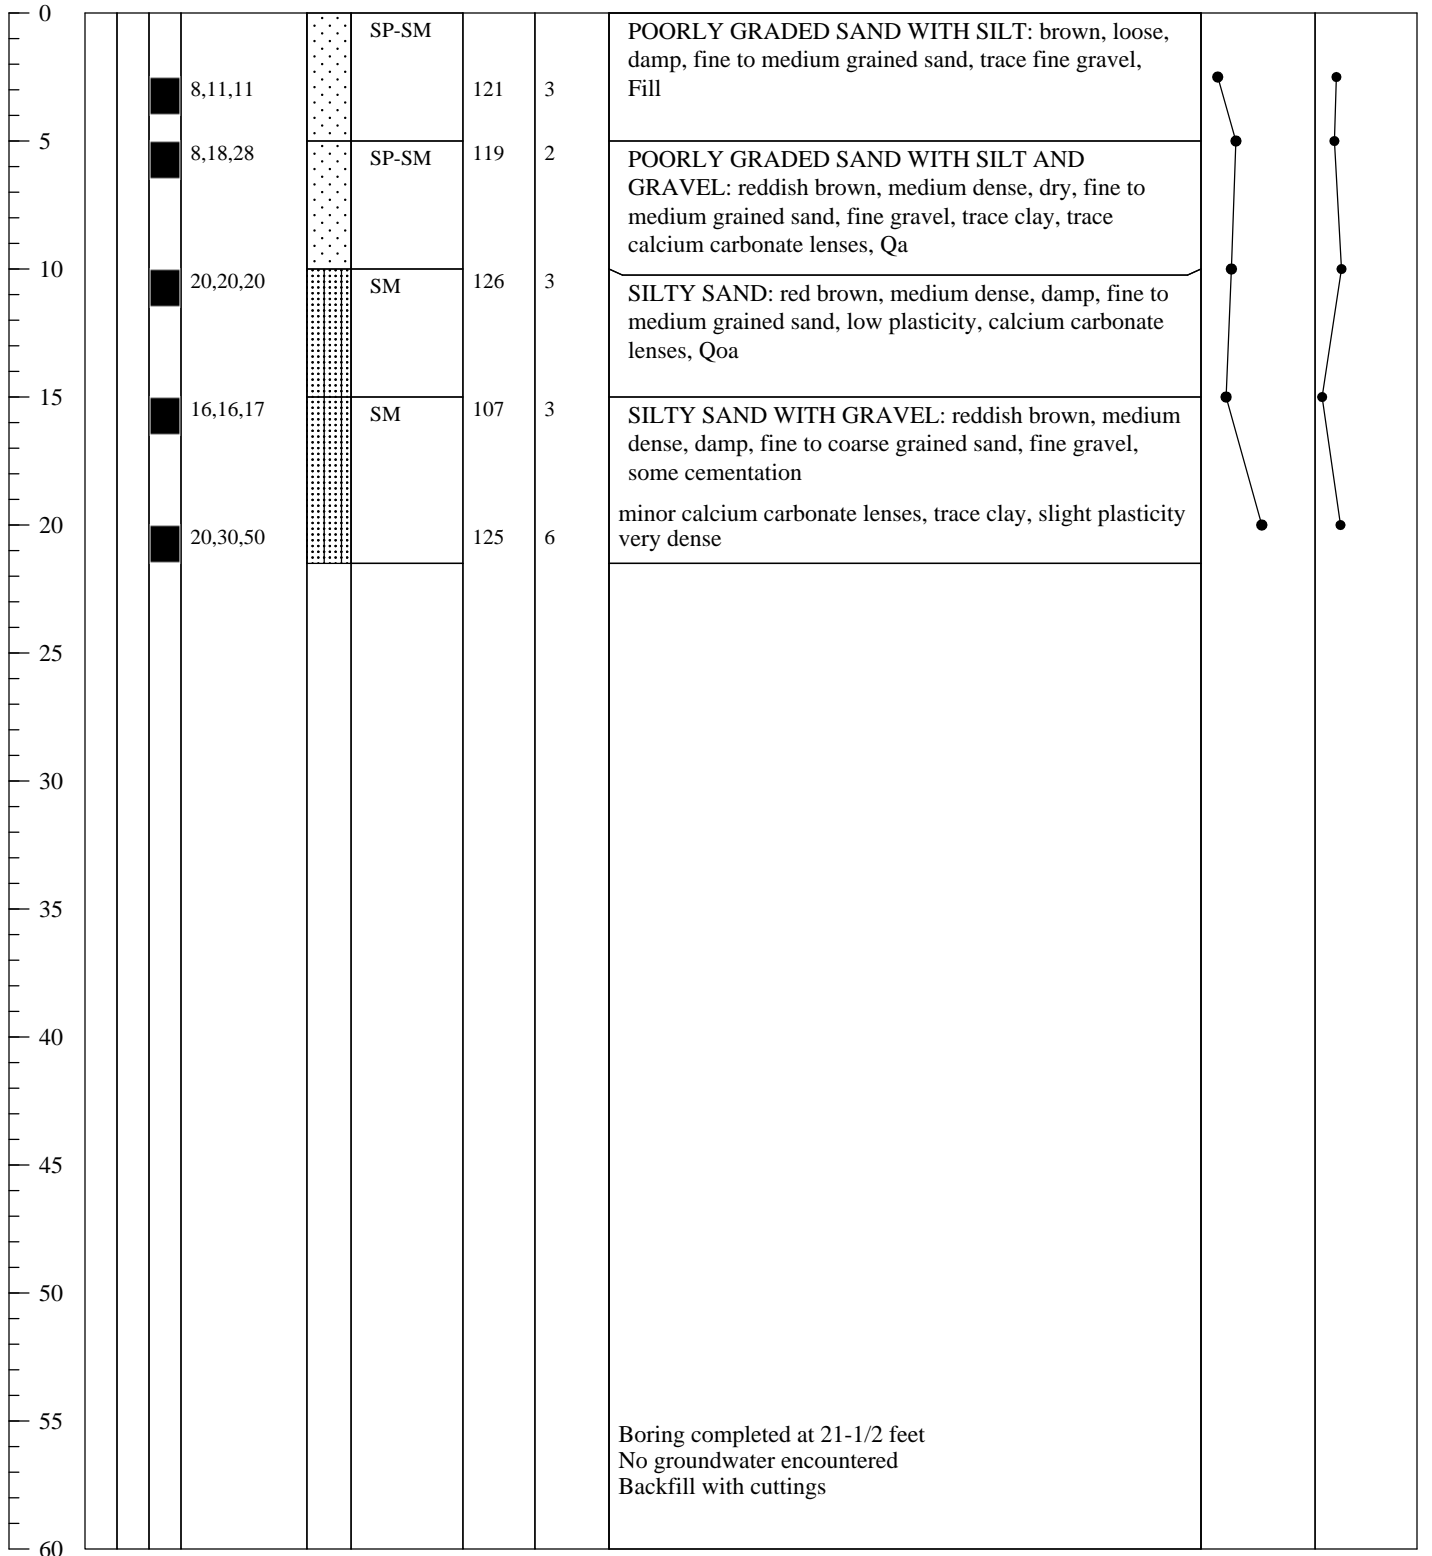 0
SP-SM
POORLY GRADED SAND WITH SILT: brown, loose,
damp, fine to medium grained sand, trace fine gravel,
Fill
8,11,11 121 3
5
8,18,28 SP-SM 119 2
POORLY GRADED SAND WITH SILT AND
GRAVEL: reddish brown, medium dense, dry, fine to
medium grained sand, fine gravel, trace clay, trace
calcium carbonate lenses, Qa
10
20,20,20 SM 126 3
SILTY SAND: red brown, medium dense, damp, fine to
medium grained sand, low plasticity, calcium carbonate
lenses, Qoa
15
16,16,17 SM 107 3
SILTY SAND WITH GRAVEL: reddish brown, medium
dense, damp, fine to coarse grained sand, fine gravel,
some cementation
minor calcium carbonate lenses, trace clay, slight plasticity
20
20,30,50 125 6
very dense
25
30
35
40
45
50
55
Boring completed at 21-1/2 feet
No groundwater encountered
Backfill with cuttings
60